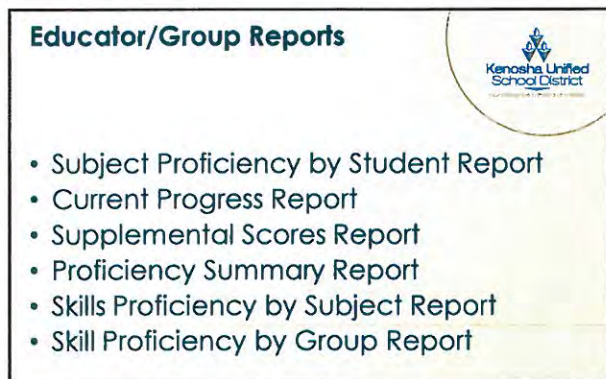 Educator/Group Reports
Kenosha Unified
School District
• Subject Proficiency by Student Report
• Current Progress Report
• Supplemental Scores Report
• Proficiency Summary Report
• Skills Proficiency by Subject Report
• Skill Proficiency by Group Report